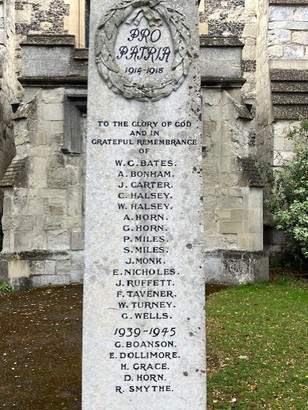 PRO
PATRIA
1914-1918
TO THE GLORY OF GOD
AND IN
GRATEFUL REMEMBRANCE
OF
W. C. BATES.
A. BONHAM.
J. CARTER.
C. HALSEY.
W. HALSEY.
A. HORN.
G. HORN.
P. MILES.
S. MILES.
J. MONK.
E. NICHOLES.
J. RUFFETT.
F. TAVENER.
W. TURNEY.
G. WELLS.
1939-1945
G. BOANSON.
E. DOLLIMORE.
H. GRACE.
D. HORN.
R. SMYTHE.